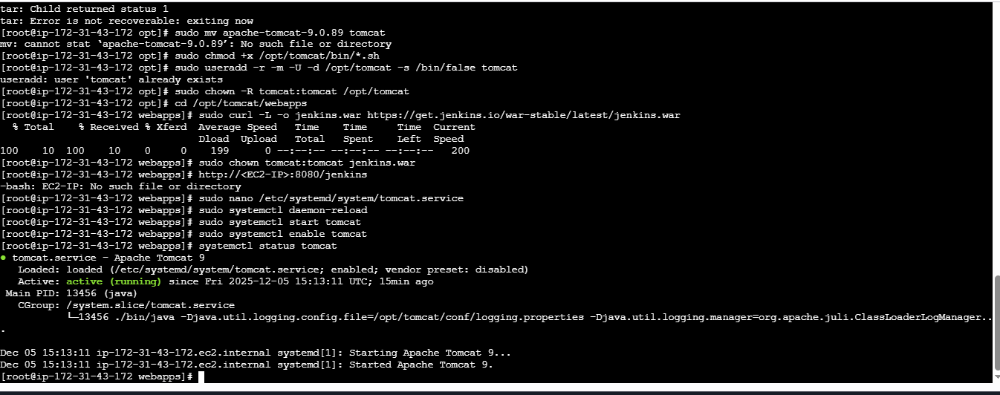 tar: Child returned status 1
tar: Error is not recoverable: exiting now
[root@ip-172-31-43-172 opt]# sudo mv apache-tomcat-9.0.89 tomcat
mv: cannot stat ‘apache-tomcat-9.0.89’: No such file or directory
[root@ip-172-31-43-172 opt]# sudo chmod +x /opt/tomcat/bin/*.sh
[root@ip-172-31-43-172 opt]# sudo useradd -r -m -U -d /opt/tomcat -s /bin/false tomcat
useradd: user 'tomcat' already exists
[root@ip-172-31-43-172 opt]# sudo chown -R tomcat:tomcat /opt/tomcat
[root@ip-172-31-43-172 opt]# cd /opt/tomcat/webapps
[root@ip-172-31-43-172 webapps]# sudo curl -L -o jenkins.war https://get.jenkins.io/war-stable/latest/jenkins.war
  % Total    % Received % Xferd  Average Speed   Time    Time     Time  Current
                                 Dload  Upload   Total   Spent    Left  Speed
100    10  100    10    0     0    199      0 --:--:-- --:--:-- --:--:--   200
[root@ip-172-31-43-172 webapps]# sudo chown tomcat:tomcat jenkins.war
[root@ip-172-31-43-172 webapps]# http://<EC2-IP>:8080/jenkins
-bash: EC2-IP: No such file or directory
[root@ip-172-31-43-172 webapps]# sudo nano /etc/systemd/system/tomcat.service
[root@ip-172-31-43-172 webapps]# sudo systemctl daemon-reload
[root@ip-172-31-43-172 webapps]# sudo systemctl start tomcat
[root@ip-172-31-43-172 webapps]# sudo systemctl enable tomcat
[root@ip-172-31-43-172 webapps]# systemctl status tomcat
● tomcat.service - Apache Tomcat 9
   Loaded: loaded (/etc/systemd/system/tomcat.service; enabled; vendor preset: disabled)
   Active: active (running) since Fri 2025-12-05 15:13:11 UTC; 15min ago
 Main PID: 13456 (java)
   CGroup: /system.slice/tomcat.service
           └─13456 ./bin/java -Djava.util.logging.config.file=/opt/tomcat/conf/logging.properties -Djava.util.logging.manager=org.apache.juli.ClassLoaderLogManager..
.
Dec 05 15:13:11 ip-172-31-43-172.ec2.internal systemd[1]: Starting Apache Tomcat 9...
Dec 05 15:13:11 ip-172-31-43-172.ec2.internal systemd[1]: Started Apache Tomcat 9.
[root@ip-172-31-43-172 webapps]#